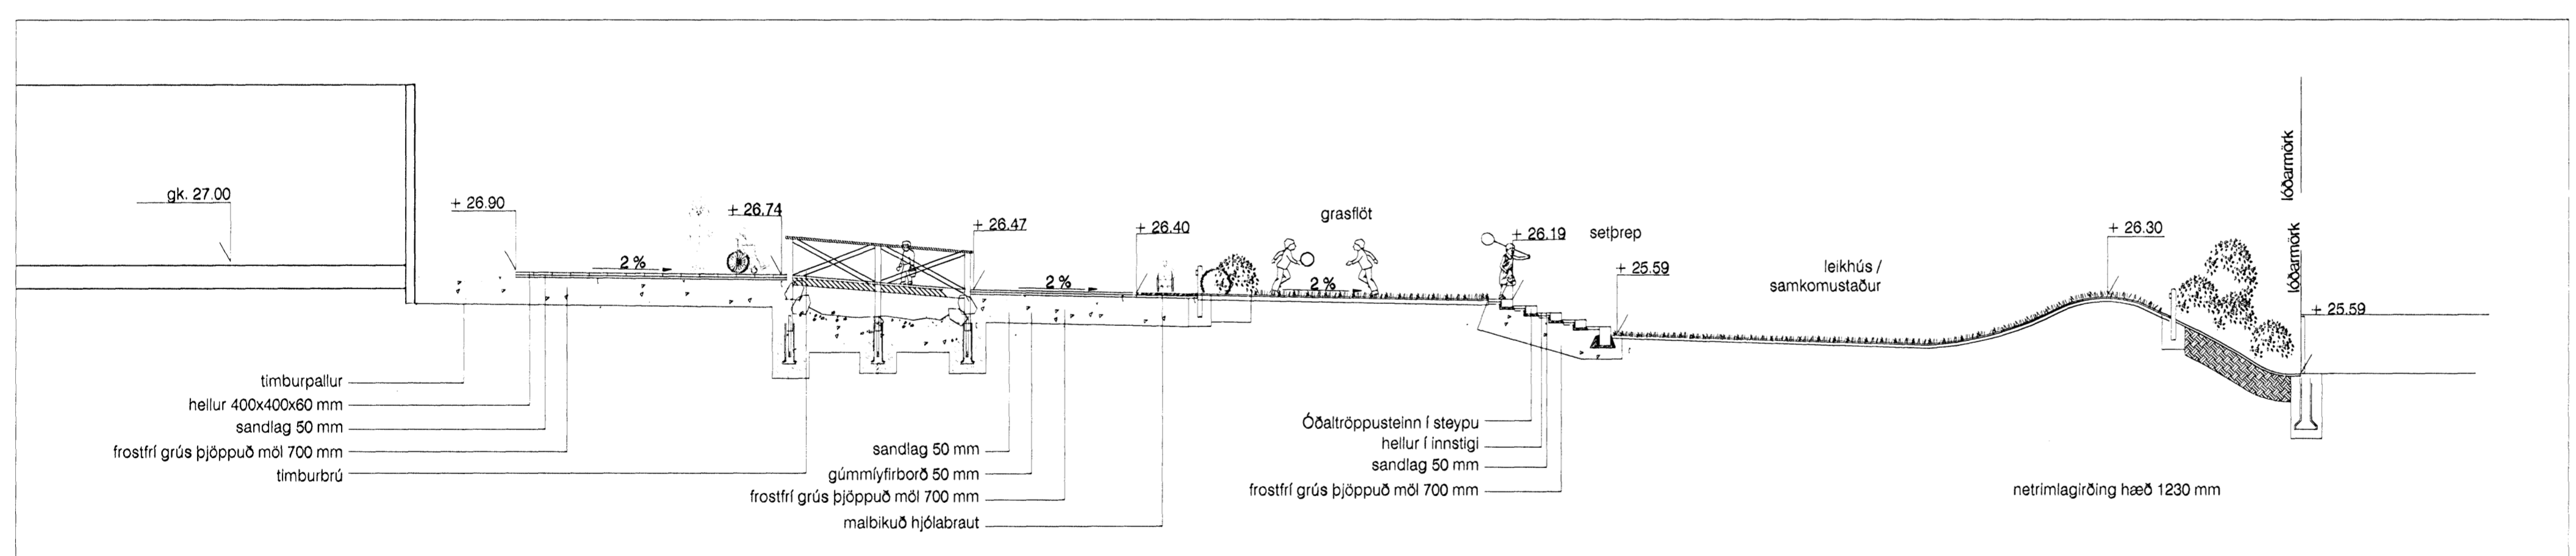 gk. 27.00
+ 26.90
2 %
+ 26.74
+ 26.47
2 %
+ 26.40
grasflöt
2 %
+ 26.19
setþrep
+ 25.59
leikhús /
samkomustaður
+ 26.30
lóðarmörk
lóðarmörk
+ 25.59
timburpallur
hellur 400x400x60 mm
sandlag 50 mm
frostfrí grús þjöppuð möl 700 mm
timburbrú
sandlag 50 mm
gúmmíyfirborð 50 mm
frostfrí grús þjöppuð möl 700 mm
malbikuð hjólabraut
Óðaltröppusteinn í steypu
hellur í innstigi
sandlag 50 mm
frostfrí grús þjöppuð möl 700 mm
netrimlagirðing hæð 1230 mm